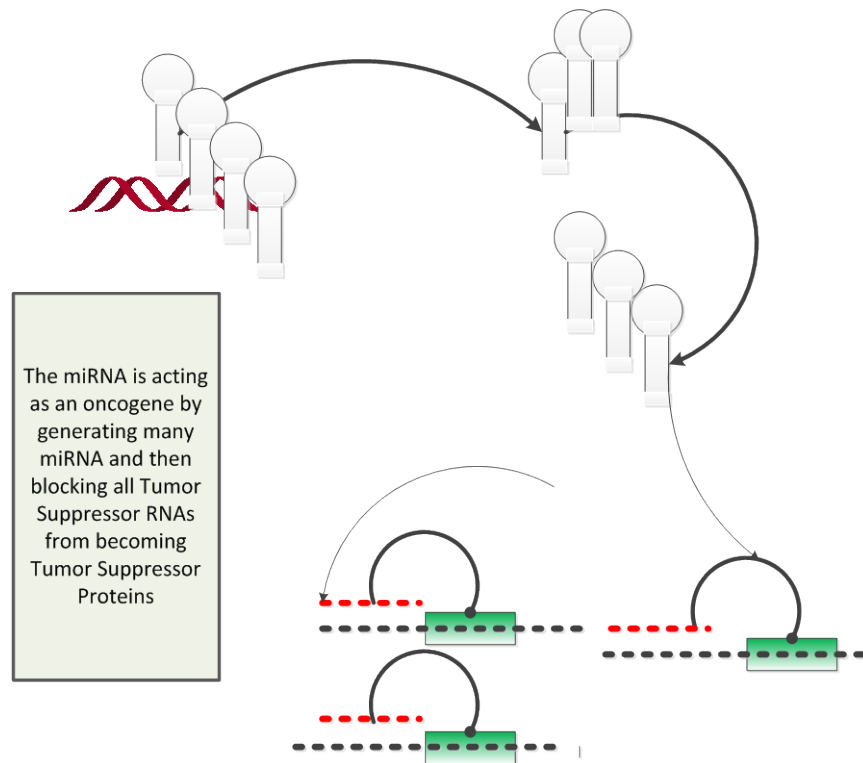 The miRNA is acting
as an oncogene by
generating many
miRNA and then
blocking all Tumor
Suppressor RNAs
from becoming
Tumor Suppressor
Proteins